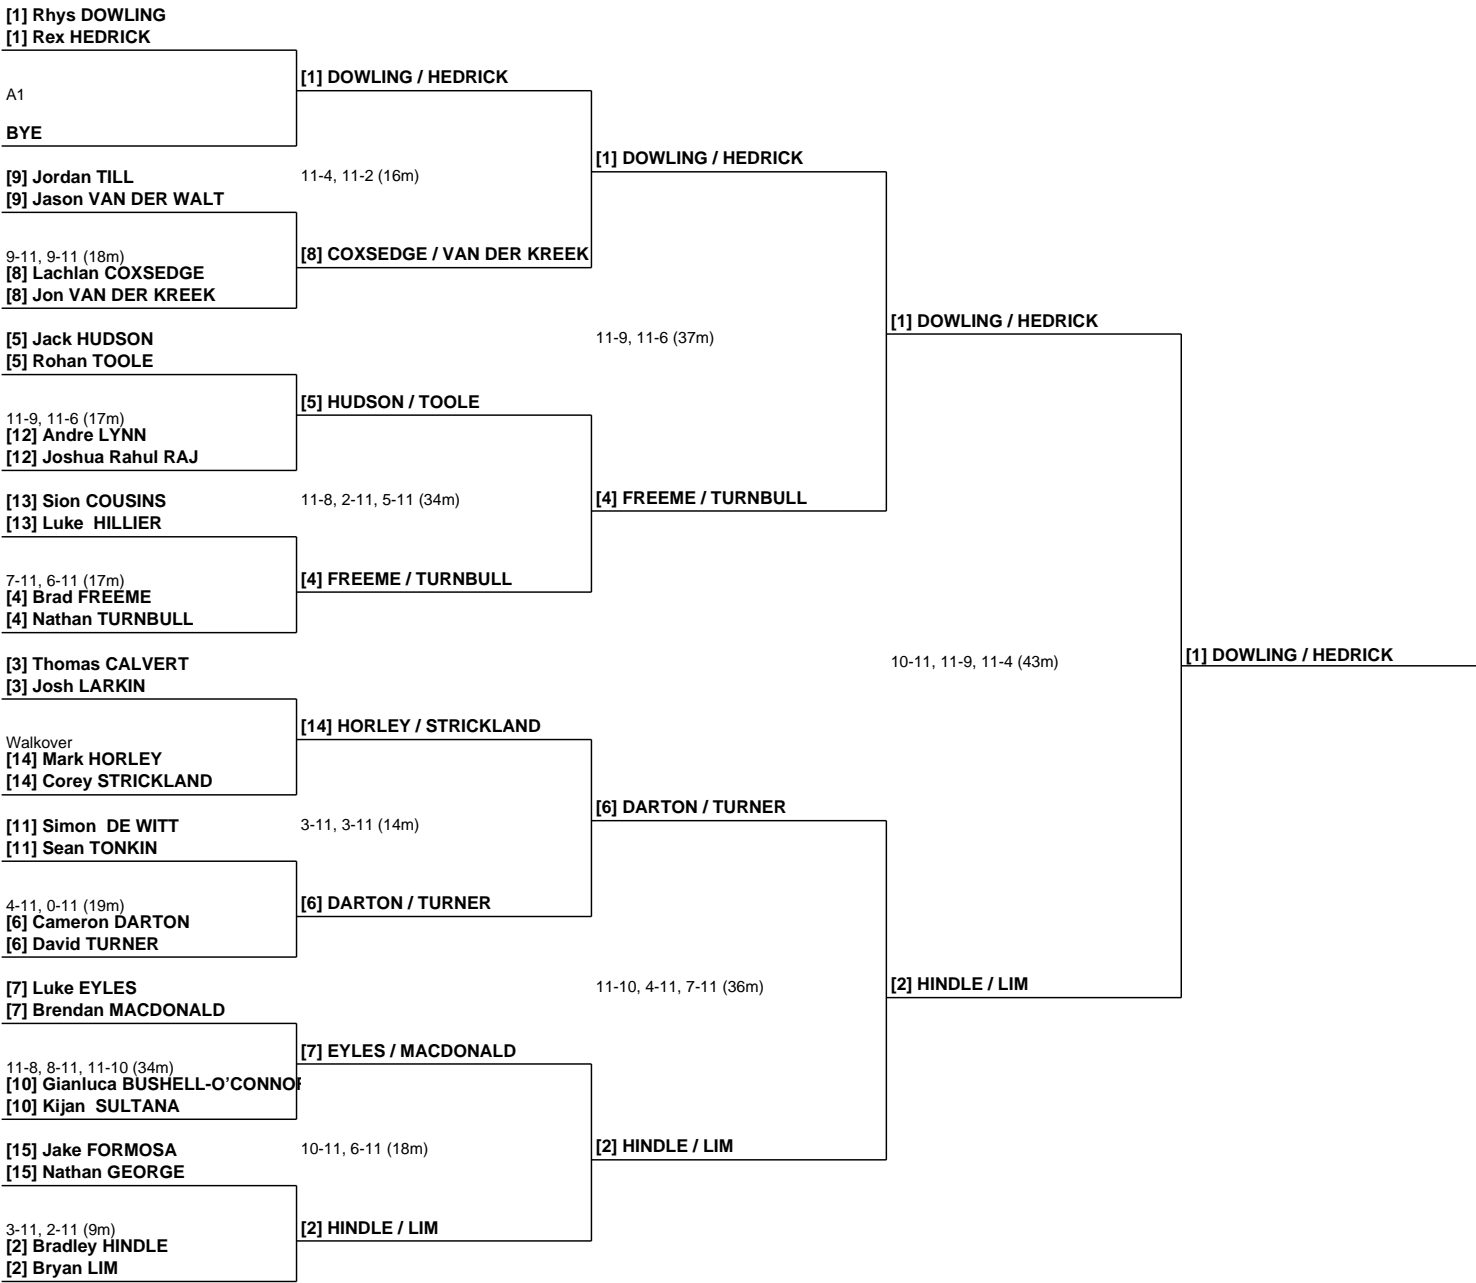 [1] Rhys DOWLING
[1] Rex HEDRICK
[1] DOWLING / HEDRICK
A1
BYE
[1] DOWLING / HEDRICK
[9] Jordan TILL
11-4, 11-2 (16m)
[9] Jason VAN DER WALT
9-11, 9-11 (18m)
[8] COXSEDGE / VAN DER KREEK
[8] Lachlan COXSEDGE
[8] Jon VAN DER KREEK
[1] DOWLING / HEDRICK
[5] Jack HUDSON
11-9, 11-6 (37m)
[5] Rohan TOOLE
[5] HUDSON / TOOLE
11-9, 11-6 (17m)
[12] Andre LYNN
[12] Joshua Rahul RAJ
[13] Sion COUSINS
11-8, 2-11, 5-11 (34m)
[4] FREEME / TURNBULL
[13] Luke HILLIER
7-11, 6-11 (17m)
[4] FREEME / TURNBULL
[4] Brad FREEME
[4] Nathan TURNBULL
[3] Thomas CALVERT
10-11, 11-9, 11-4 (43m)
[1] DOWLING / HEDRICK
[3] Josh LARKIN
[14] HORLEY / STRICKLAND
Walkover
[14] Mark HORLEY
[14] Corey STRICKLAND
[6] DARTON / TURNER
[11] Simon DE WITT
3-11, 3-11 (14m)
[11] Sean TONKIN
4-11, 0-11 (19m)
[6] DARTON / TURNER
[6] Cameron DARTON
[6] David TURNER
[7] Luke EYLES
11-10, 4-11, 7-11 (36m)
[2] HINDLE / LIM
[7] Brendan MACDONALD
[7] EYLES / MACDONALD
11-8, 8-11, 11-10 (34m)
[10] Gianluca BUSHELL-O'CONNOR
[10] Kijan SULTANA
[15] Jake FORMOSA
10-11, 6-11 (18m)
[2] HINDLE / LIM
[15] Nathan GEORGE
3-11, 2-11 (9m)
[2] HINDLE / LIM
[2] Bradley HINDLE
[2] Bryan LIM